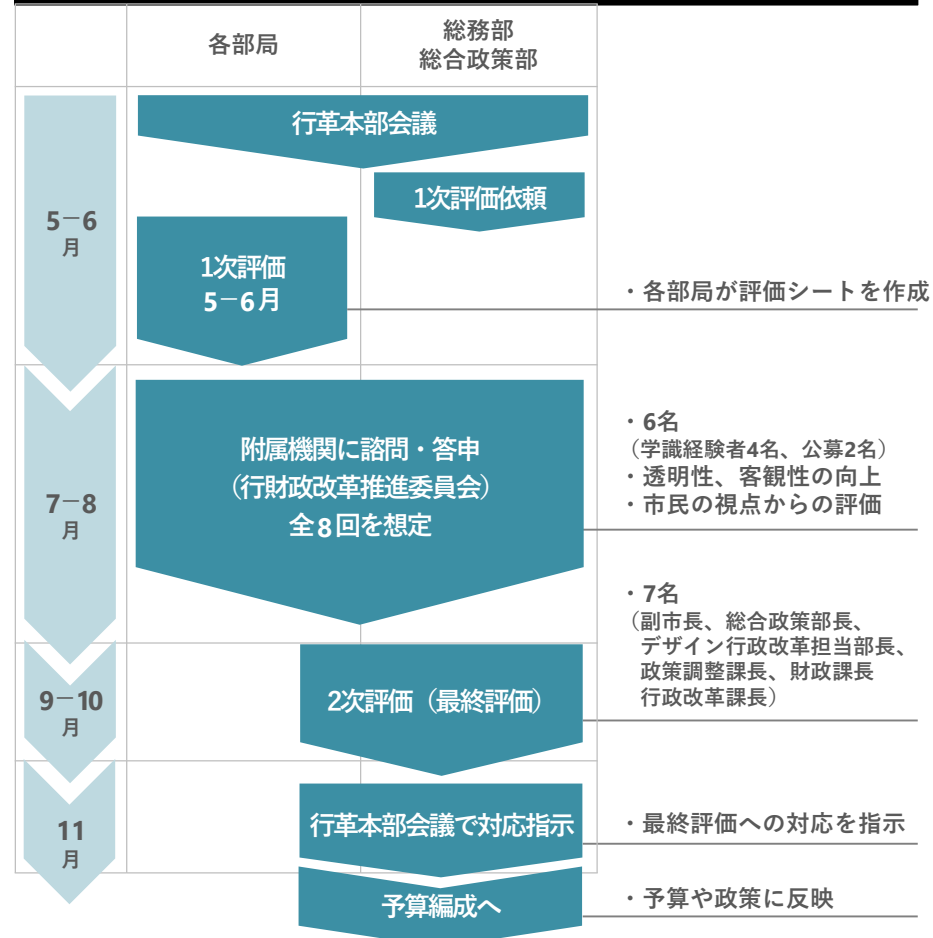 各部局
総務部
総合政策部
行革本部会議
1次評価依頼
5－6
月
1次評価
5－6月
・各部局が評価シートを作成
附属機関に諮問・答申
（行財政改革推進委員会）
全8回を想定
7－8
月
・6名
（学識経験者4名、公募2名）
・透明性、客観性の向上
・市民の視点からの評価
・7名
（副市長、総合政策部長、
デザイン行政改革担当部長、
政策調整課長、財政課長
行政改革課長）
9－10
月
2次評価（最終評価）
11
月
行革本部会議で対応指示
・最終評価への対応を指示
予算編成へ
・予算や政策に反映